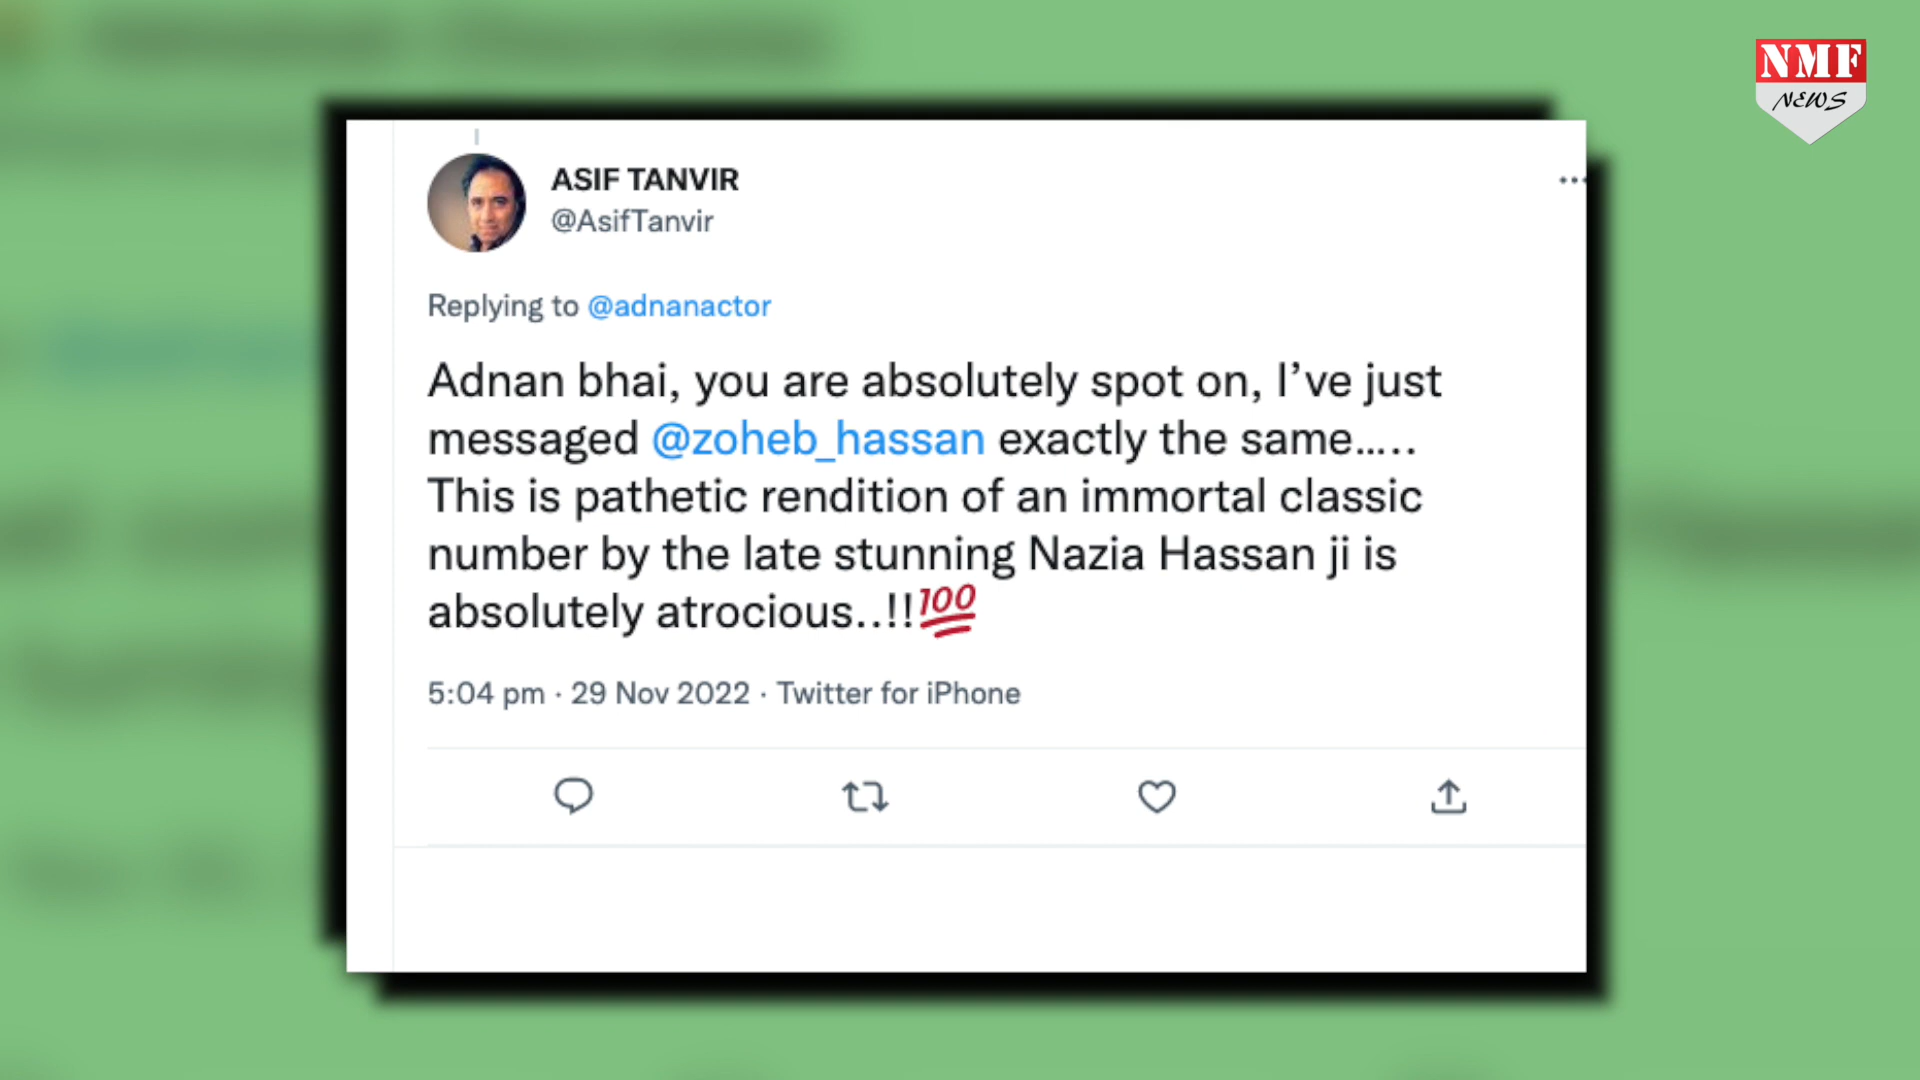 NMF
NEWS
ASIF TANVIR
@AsifTanvir
Replying to @adnanactor
Adnan bhai, you are absolutely spot on, I’ve just
messaged @zoheb_hassan exactly the same.....
This is pathetic rendition of an immortal classic
number by the late stunning Nazia Hassan ji is
absolutely atrocious..!!💯
5:04 pm · 29 Nov 2022 · Twitter for iPhone